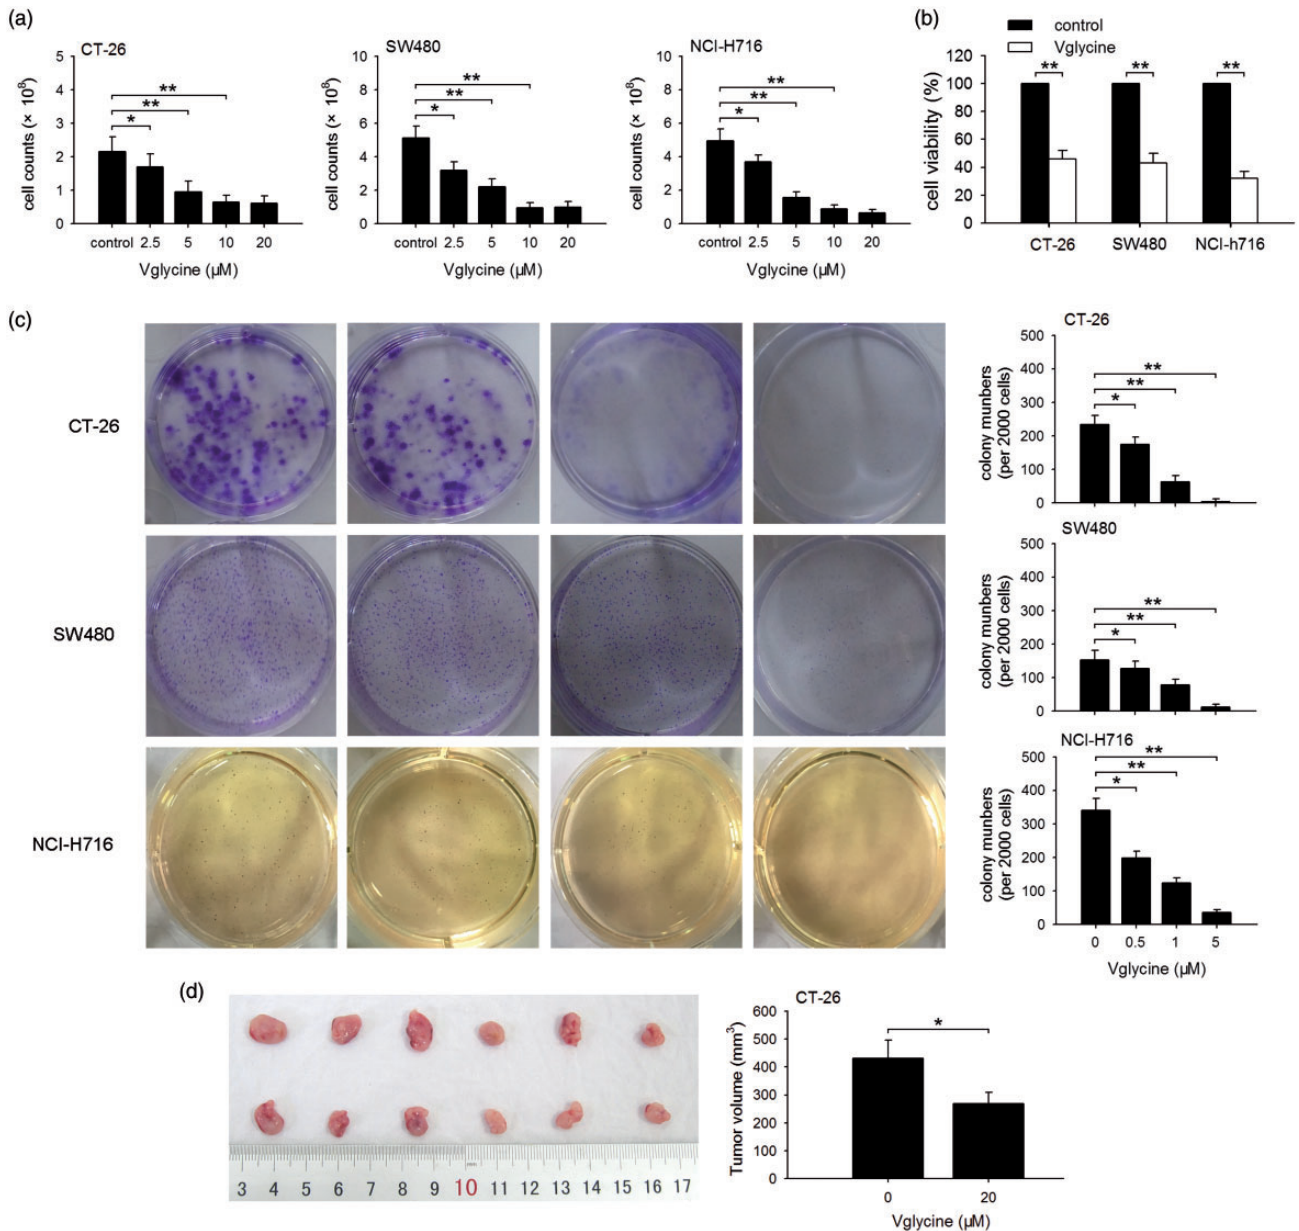 (a)
CT-26
cell counts (× 10⁸)
5
4
3
2
1
0
**
**
*
control 2.5 5 10 20
Vglycine (µM)
SW480
cell counts (× 10⁸)
10
8
6
4
2
0
**
**
*
control 2.5 5 10 20
Vglycine (µM)
NCI-H716
cell counts (× 10⁸)
10
8
6
4
2
0
**
**
*
control 2.5 5 10 20
Vglycine (µM)
(b)
control
Vglycine
cell viability (%)
120
100
80
60
40
20
0
** ** **
CT-26 SW480 NCI-h716
(c)
CT-26
SW480
NCI-H716
CT-26
colony munbers
(per 2000 cells)
500
400
300
200
100
0
**
**
*
SW480
colony munbers
(per 2000 cells)
500
400
300
200
100
0
**
**
*
NCI-H716
colony munbers
(per 2000 cells)
500
400
300
200
100
0
**
**
*
0 0.5 1 5
Vglycine (µM)
(d)
3 4 5 6 7 8 9 10 11 12 13 14 15 16 17
CT-26
Tumor volume (mm³)
600
500
400
300
200
100
0
*
0 20
Vglycine (µM)